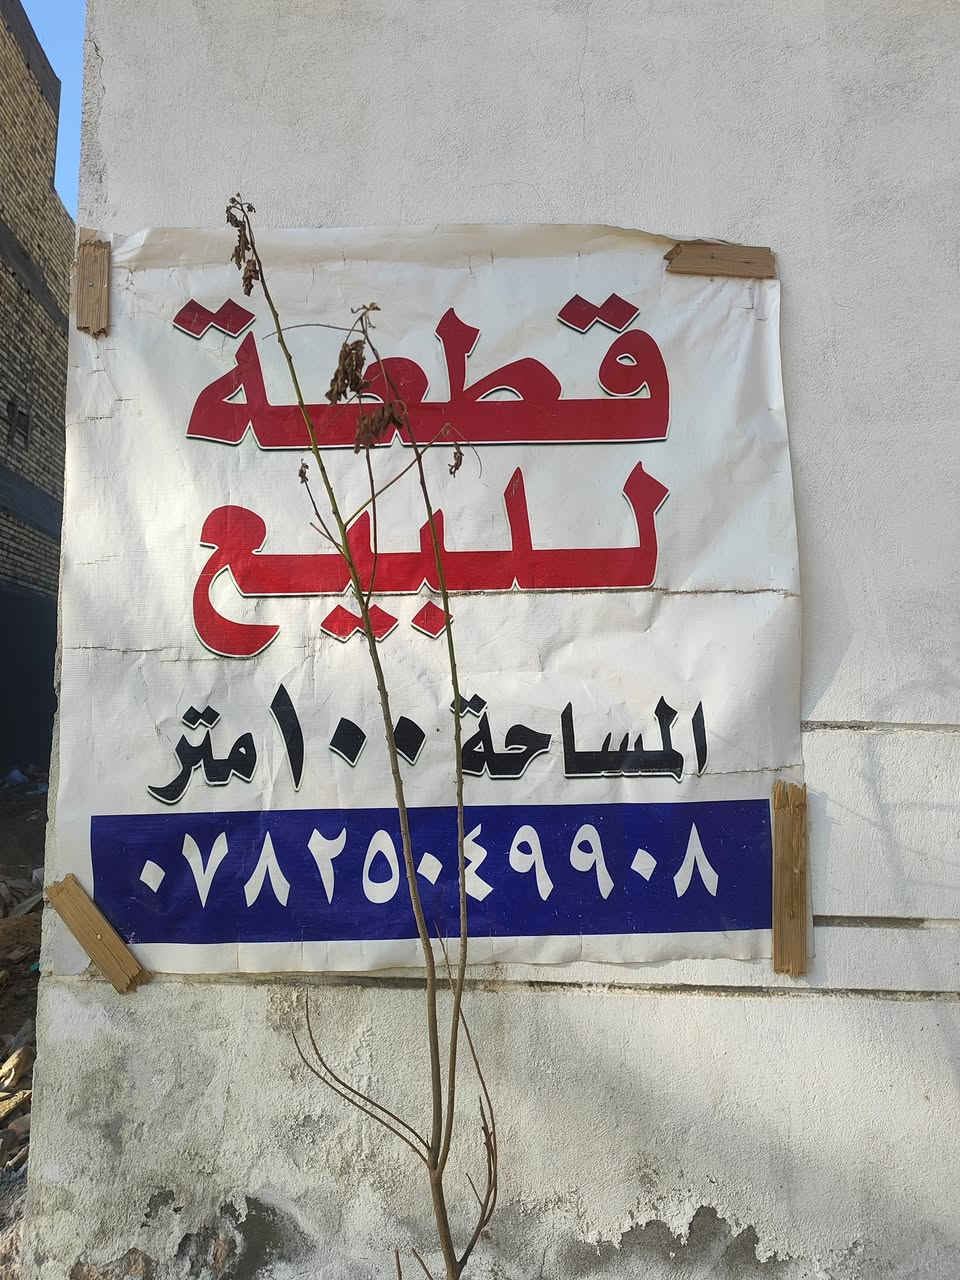 قطعة
للبيع
المساحة ١٠٠ متر
٠٧٨٢٥٠٤٩٩٠٨